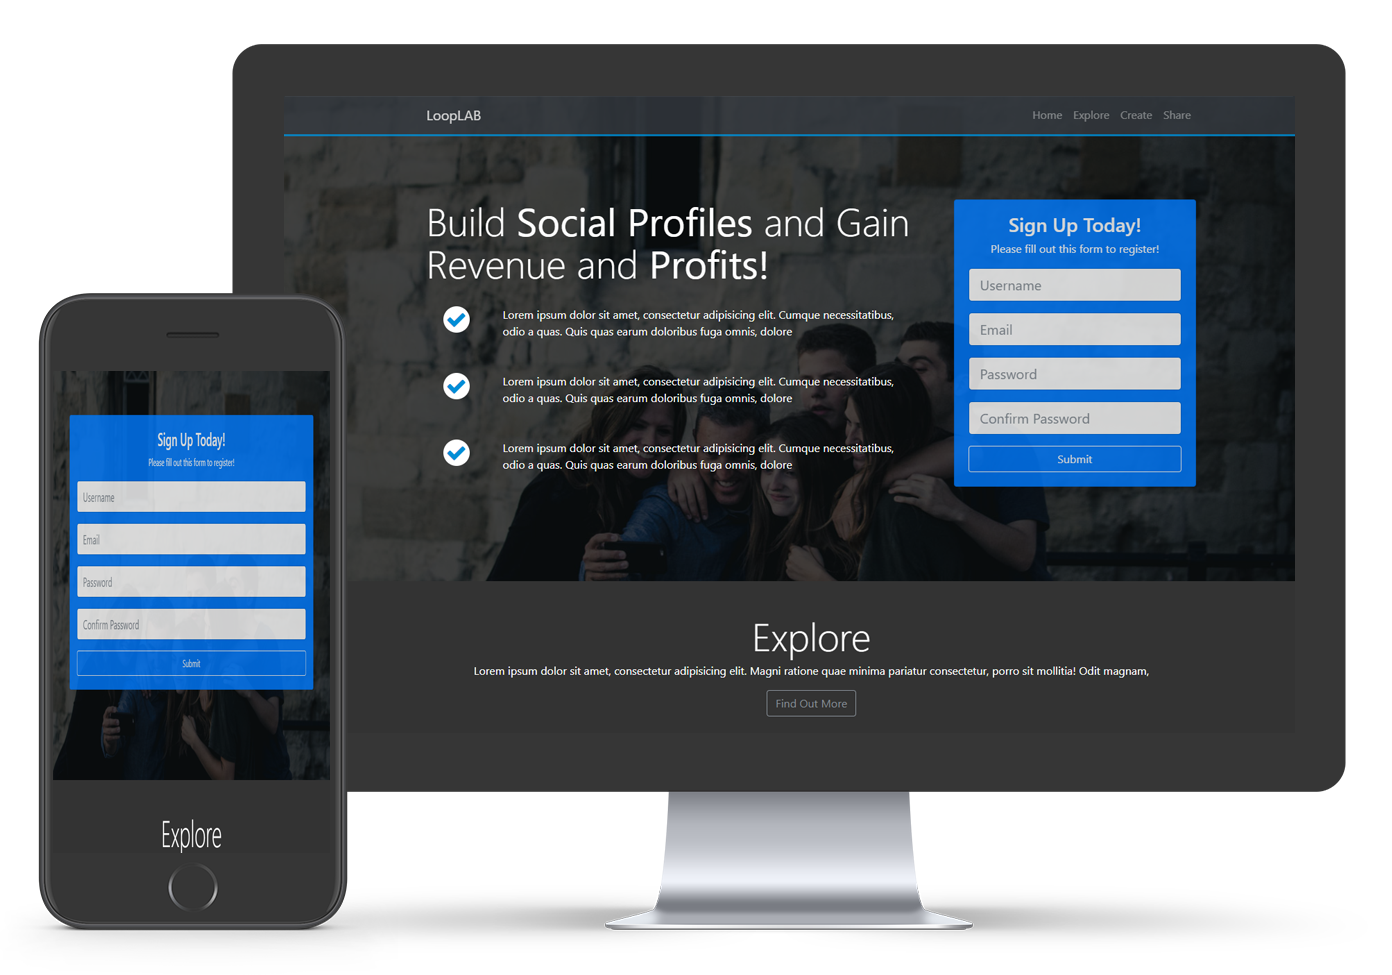 LoopLAB
Home Explore Create Share
Build Social Profiles and Gain
Revenue and Profits!
Lorem ipsum dolor sit amet, consectetur adipisicing elit. Cumque necessitatibus,
odio a quas. Quis quas earum doloribus fuga omnis, dolore
Lorem ipsum dolor sit amet, consectetur adipisicing elit. Cumque necessitatibus,
odio a quas. Quis quas earum doloribus fuga omnis, dolore
Lorem ipsum dolor sit amet, consectetur adipisicing elit. Cumque necessitatibus,
odio a quas. Quis quas earum doloribus fuga omnis, dolore
Sign Up Today!
Please fill out this form to register!
Username
Email
Password
Confirm Password
Submit
Explore
Lorem ipsum dolor sit amet, consectetur adipisicing elit. Magni ratione quae minima pariatur consectetur, porro sit mollitia! Odit magnam,
Find Out More
Sign Up Today!
Please fill out this form to register!
Username
Email
Password
Confirm Password
Submit
Explore